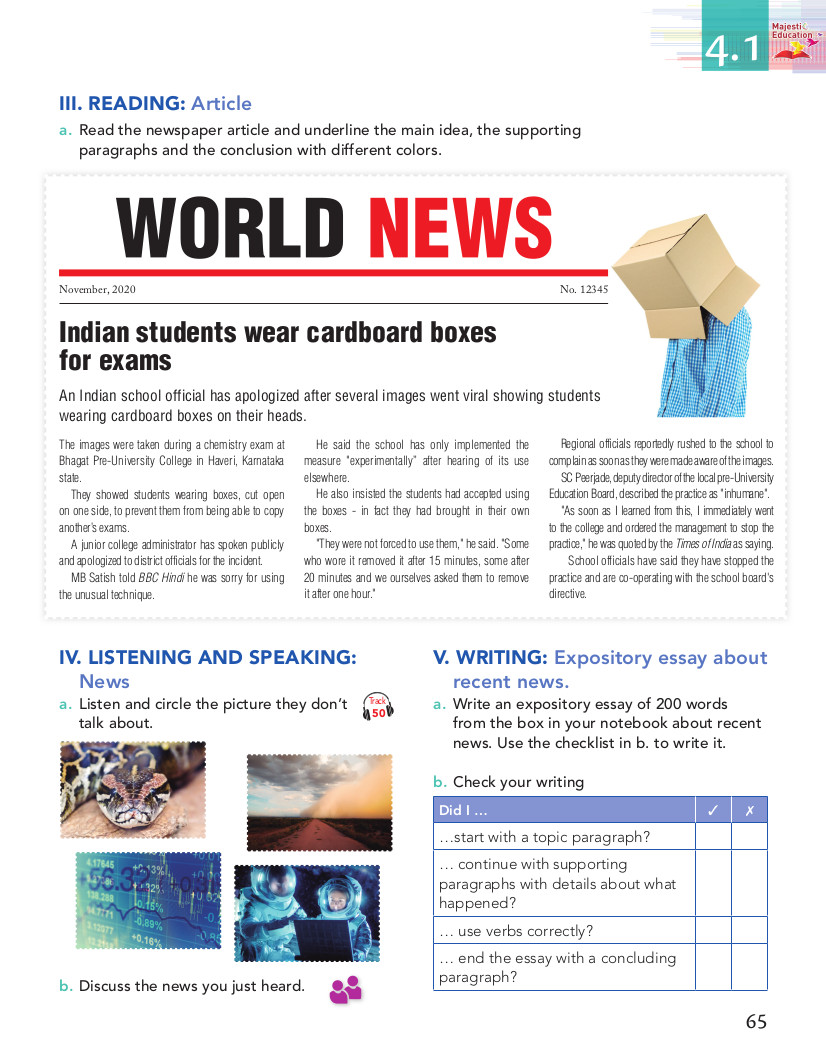 4.1
Majestic Education
III. READING: Article
a. Read the newspaper article and underline the main idea, the supporting
paragraphs and the conclusion with different colors.
WORLD NEWS
November, 2020 No. 12345
Indian students wear cardboard boxes
for exams
An Indian school official has apologized after several images went viral showing students
wearing cardboard boxes on their heads.
The images were taken during a chemistry exam at
Bhagat Pre-University College in Haveri, Karnataka
state.
They showed students wearing boxes, cut open
on one side, to prevent them from being able to copy
another's exams.
A junior college administrator has spoken publicly
and apologized to district officials for the incident.
MB Satish told BBC Hindi he was sorry for using
the unusual technique.
He said the school has only implemented the
measure "experimentally" after hearing of its use
elsewhere.
He also insisted the students had accepted using
the boxes - in fact they had brought in their own
boxes.
"They were not forced to use them," he said. "Some
who wore it removed it after 15 minutes, some after
20 minutes and we ourselves asked them to remove
it after one hour."
Regional officials reportedly rushed to the school to
complain as soon as they were made aware of the images.
SC Peerjade, deputy director of the local pre-University
Education Board, described the practice as "inhumane".
"As soon as I learned from this, I immediately went
to the college and ordered the management to stop the
practice," he was quoted by the Times of India as saying.
School officials have said they have stopped the
practice and are co-operating with the school board's
directive.
IV. LISTENING AND SPEAKING:
News
a. Listen and circle the picture they don't
talk about.
Track
50
4.17645
+0.13%
+56.32
138.288
-0.15%
-0.89%
+0.16%
b. Discuss the news you just heard.
V. WRITING: Expository essay about
recent news.
a. Write an expository essay of 200 words
from the box in your notebook about recent
news. Use the checklist in b. to write it.
b. Check your writing
Did I ... ✓ ✗
...start with a topic paragraph?
... continue with supporting
paragraphs with details about what
happened?
... use verbs correctly?
... end the essay with a concluding
paragraph?
65